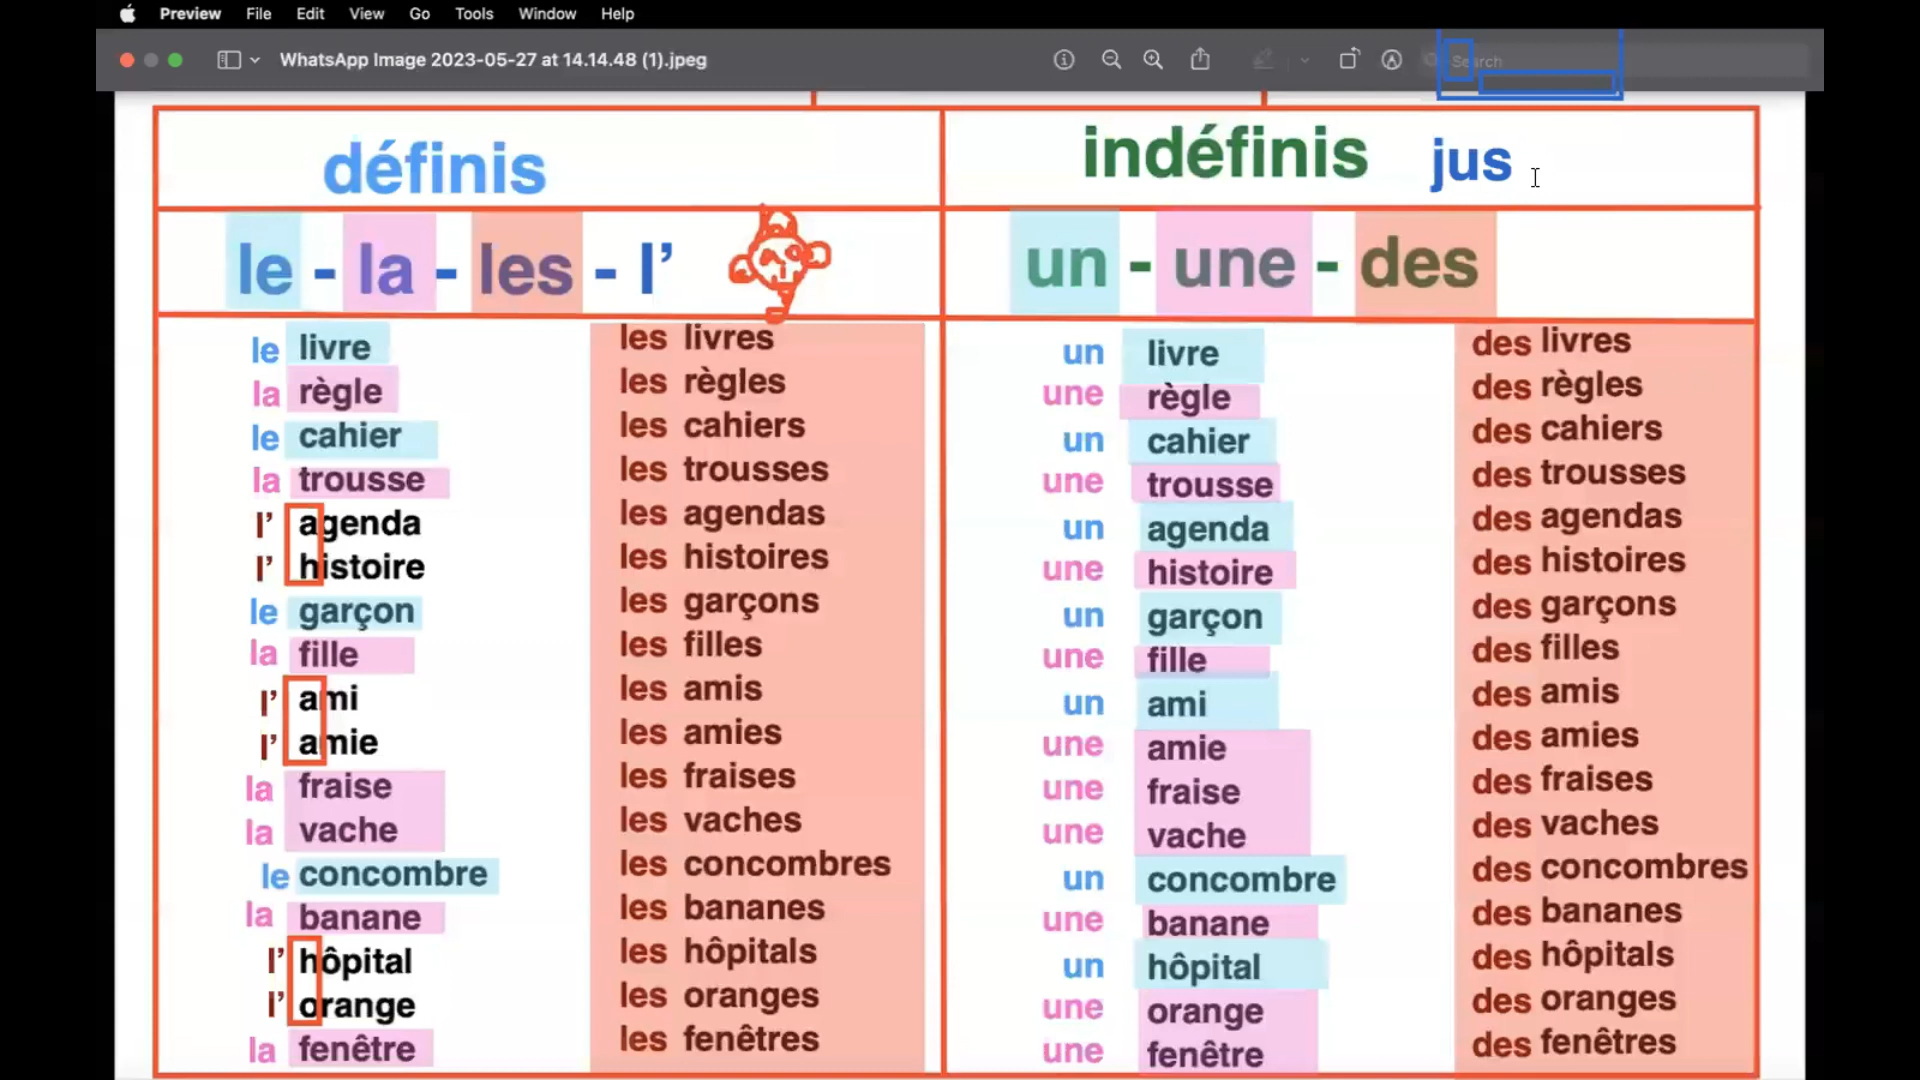 Preview File Edit View Go Tools Window Help
WhatsApp Image 2023-05-27 at 14.14.48 (1).jpeg
Search
définis
indéfinis jus
le - la - les - l’
un - une - des
le livre
la règle
le cahier
la trousse
l’ agenda
l’ histoire
le garçon
la fille
l’ ami
l’ amie
la fraise
la vache
le concombre
la banane
l’ hôpital
l’ orange
la fenêtre
les livres
les règles
les cahiers
les trousses
les agendas
les histoires
les garçons
les filles
les amis
les amies
les fraises
les vaches
les concombres
les bananes
les hôpitals
les oranges
les fenêtres
un livre
une règle
un cahier
une trousse
un agenda
une histoire
un garçon
une fille
un ami
une amie
une fraise
une vache
un concombre
une banane
un hôpital
une orange
une fenêtre
des livres
des règles
des cahiers
des trousses
des agendas
des histoires
des garçons
des filles
des amis
des amies
des fraises
des vaches
des concombres
des bananes
des hôpitals
des oranges
des fenêtres